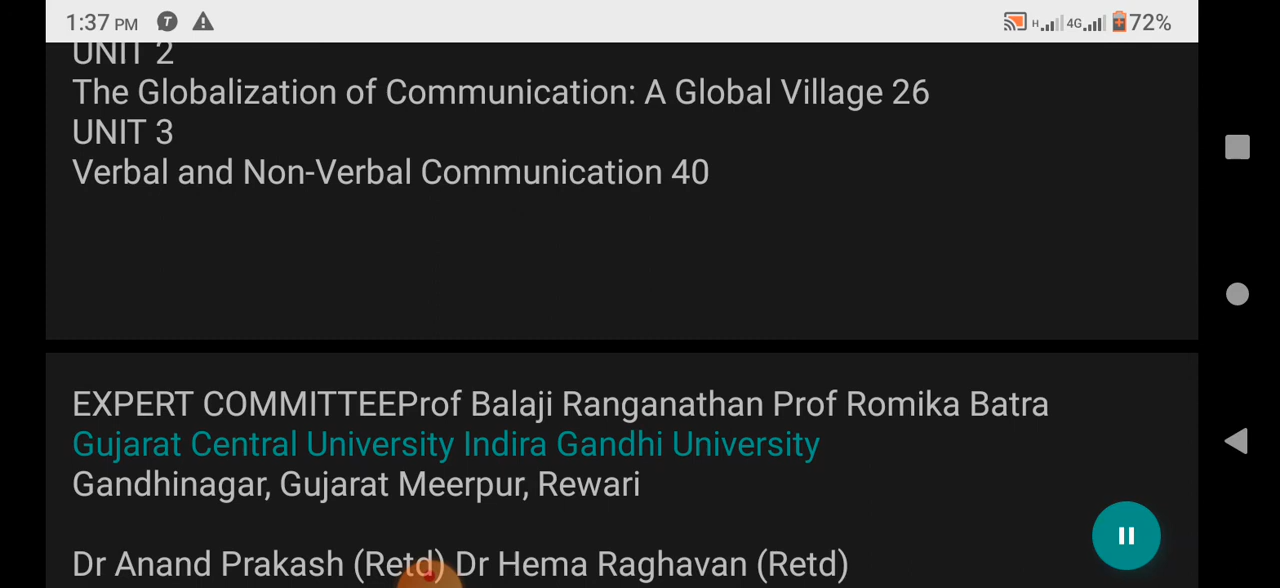 1:37 PM
72%
H 4G
UNIT 2
The Globalization of Communication: A Global Village 26
UNIT 3
Verbal and Non-Verbal Communication 40
EXPERT COMMITTEEProf Balaji Ranganathan Prof Romika Batra
Gujarat Central University Indira Gandhi University
Gandhinagar, Gujarat Meerpur, Rewari
Dr Anand Prakash (Retd) Dr Hema Raghavan (Retd)